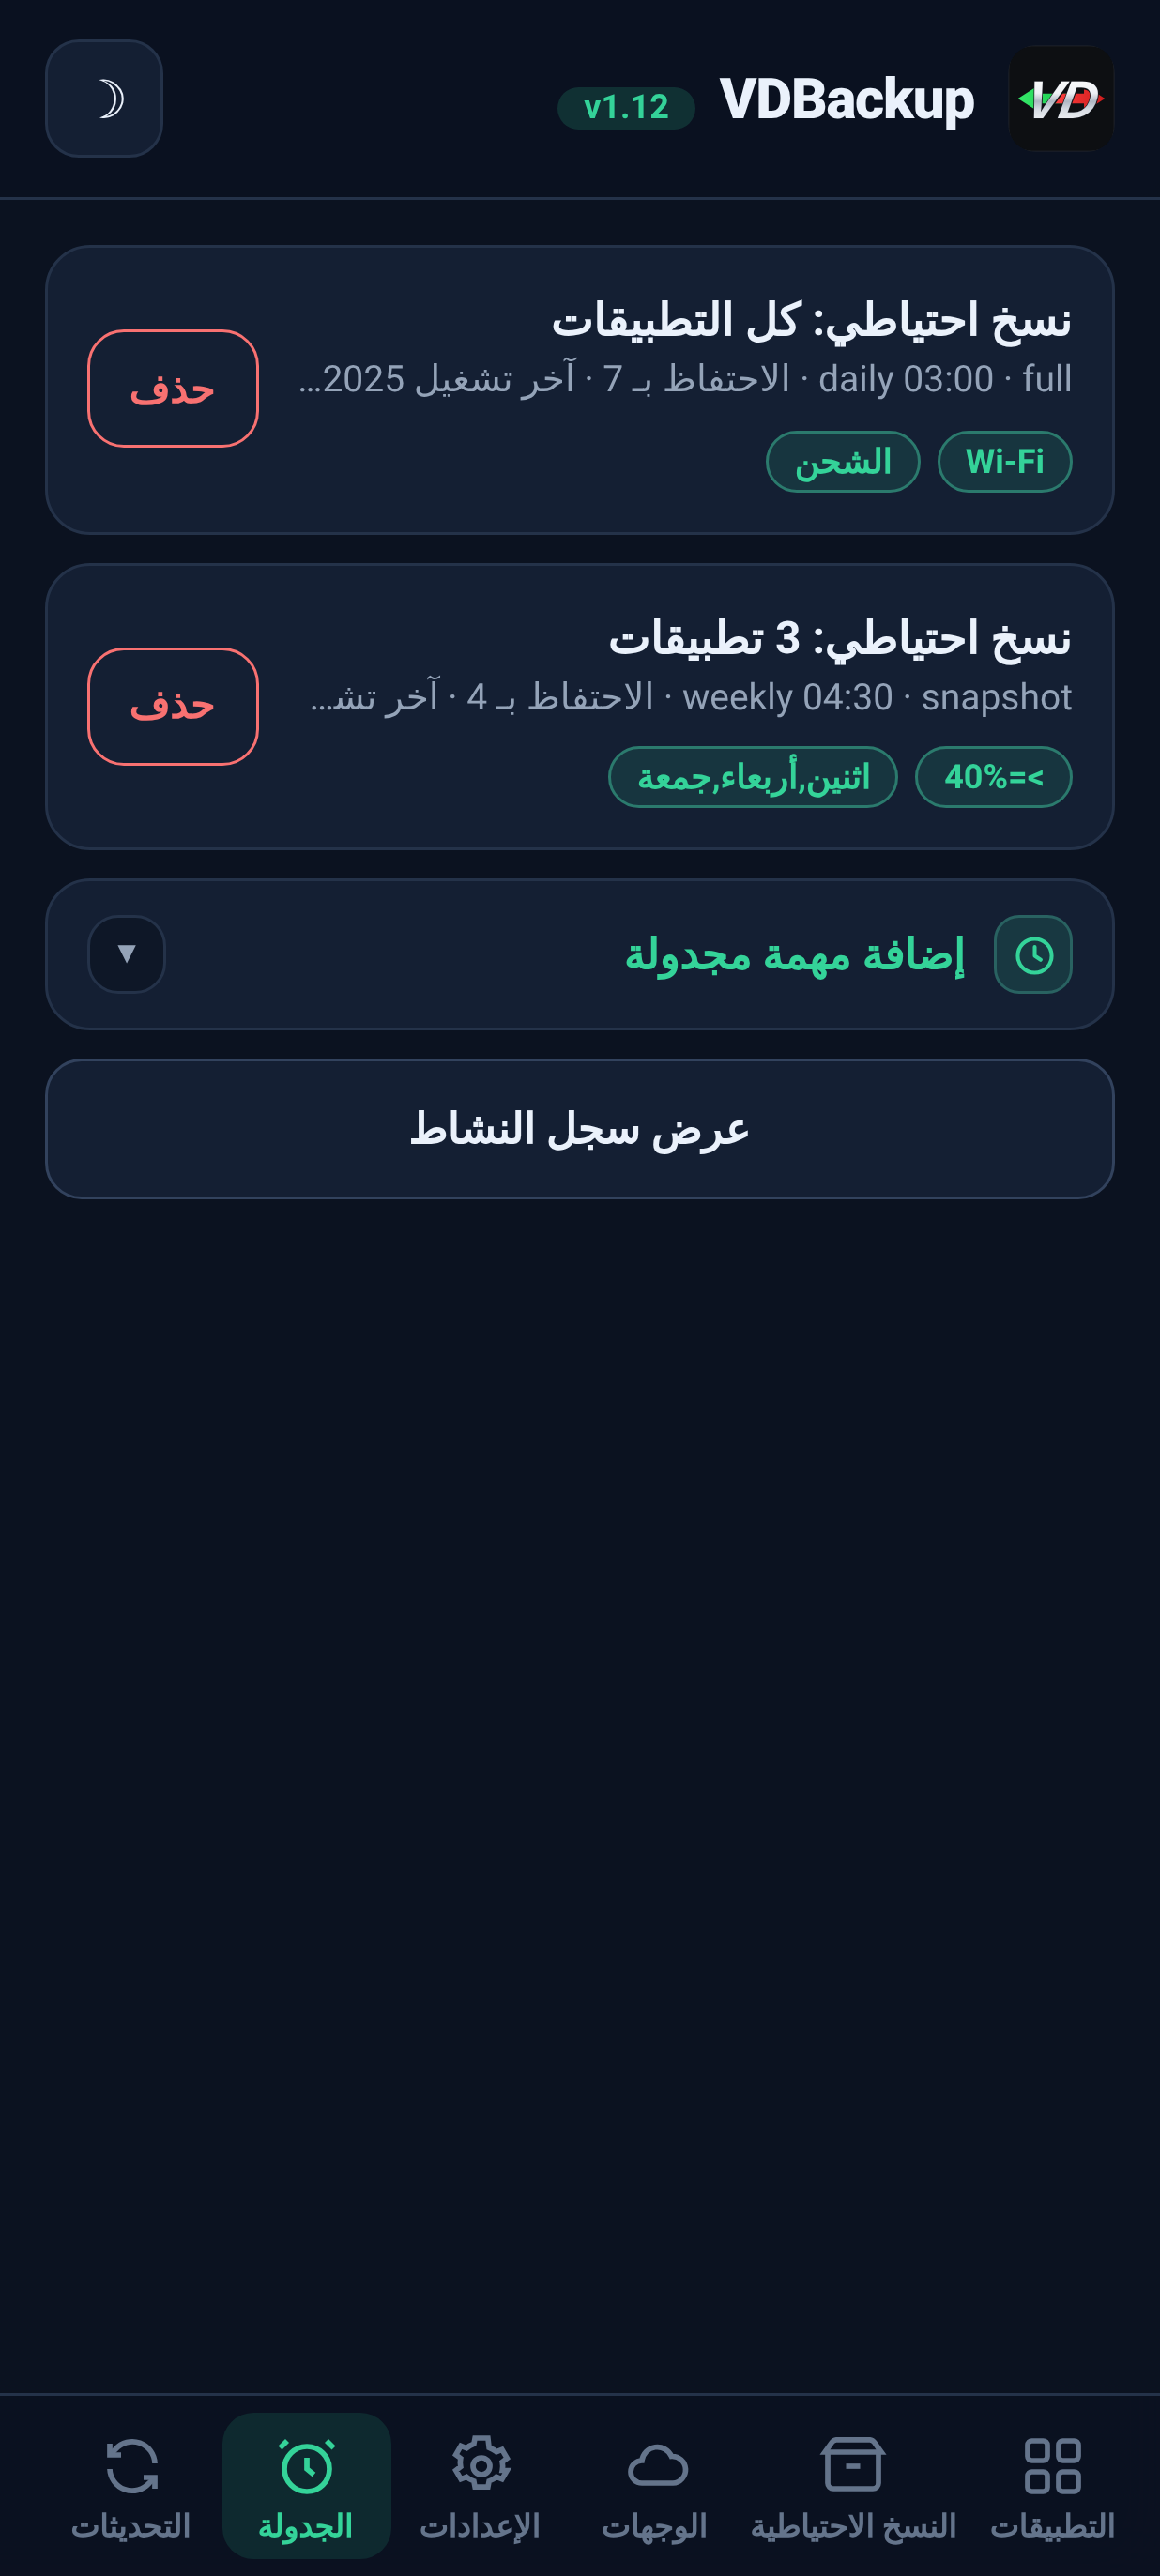 VD
VDBackup v1.12
نسخ احتياطي: كل التطبيقات
full · daily 03:00 · الاحتفاظ بـ 7 · آخر تشغيل 2025...
Wi-Fi
الشحن
حذف
نسخ احتياطي: 3 تطبيقات
snapshot · weekly 04:30 · الاحتفاظ بـ 4 · آخر تش...
>=40%
اثنين,أربعاء,جمعة
حذف
إضافة مهمة مجدولة
عرض سجل النشاط
التطبيقات
النسخ الاحتياطية
الوجهات
الإعدادات
الجدولة
التحديثات